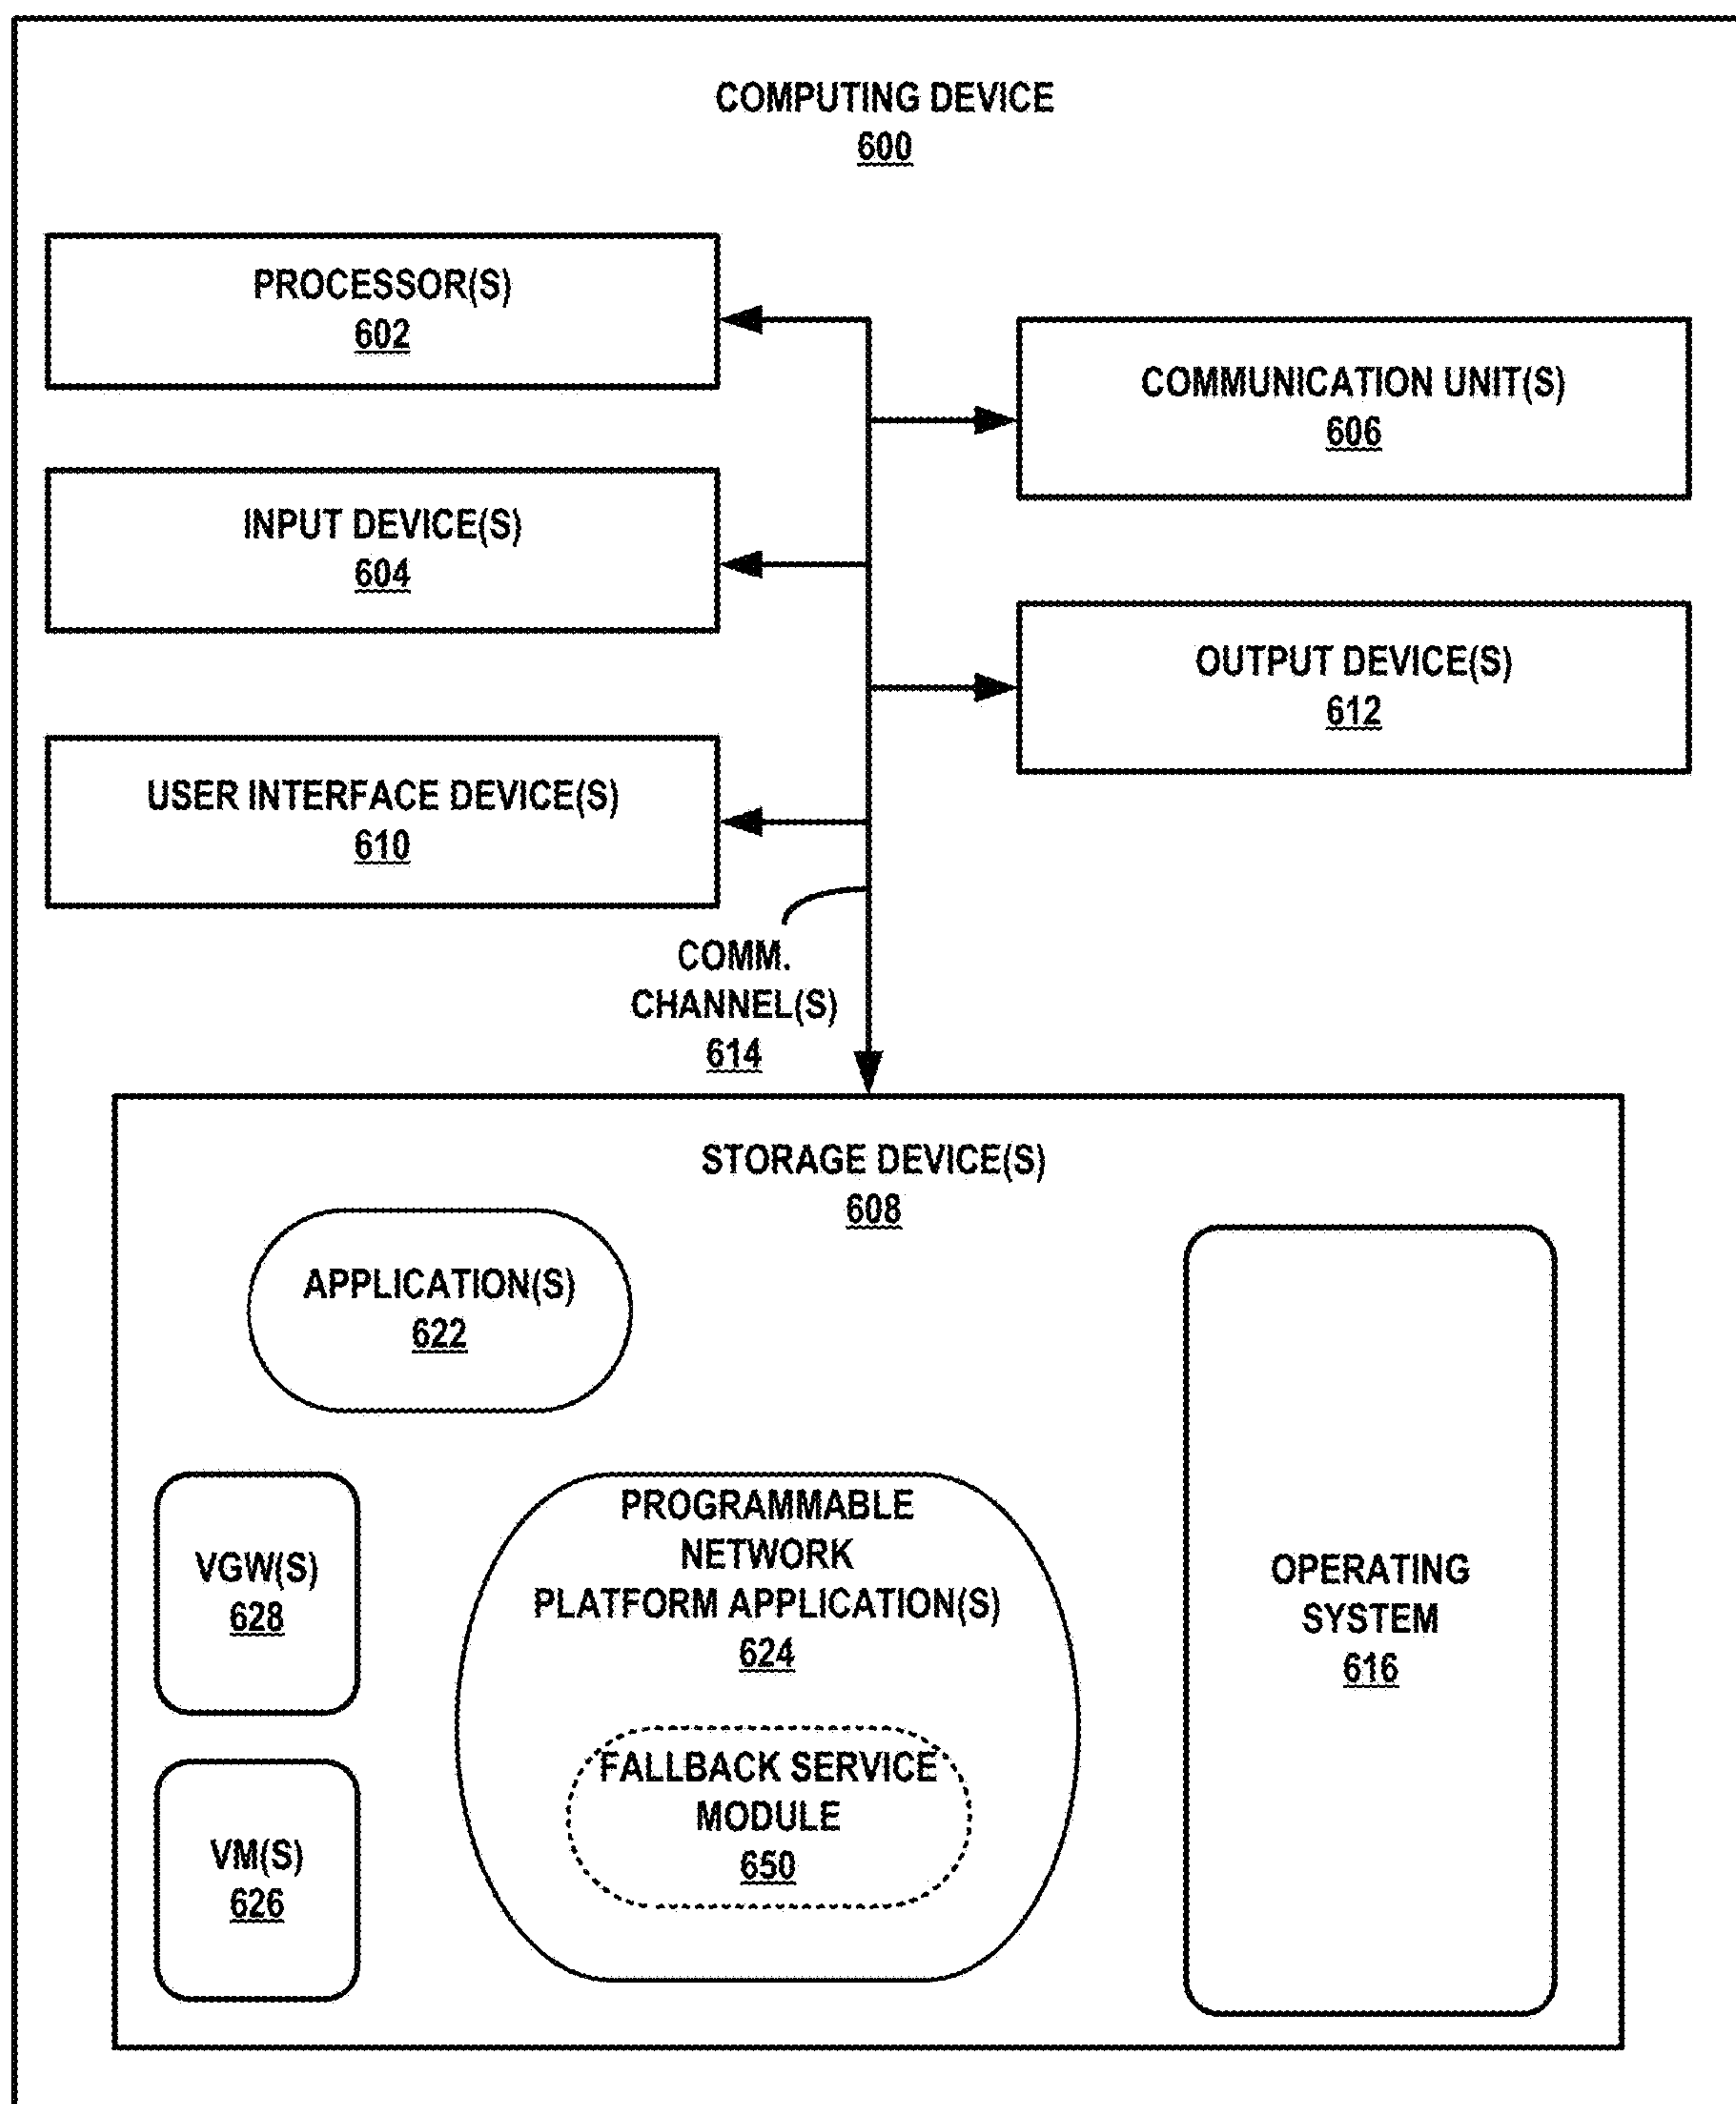 COMPUTING DEVICE
600
PROCESSOR(S)
602
COMMUNICATION UNIT(S)
606
INPUT DEVICE(S)
604
OUTPUT DEVICE(S)
612
USER INTERFACE DEVICE(S)
610
COMM.
CHANNEL(S)
614
STORAGE DEVICE(S)
608
APPLICATION(S)
622
VGW(S)
628
PROGRAMMABLE
NETWORK
PLATFORM APPLICATION(S)
624
FALLBACK SERVICE
MODULE
650
VM(S)
626
OPERATING
SYSTEM
616